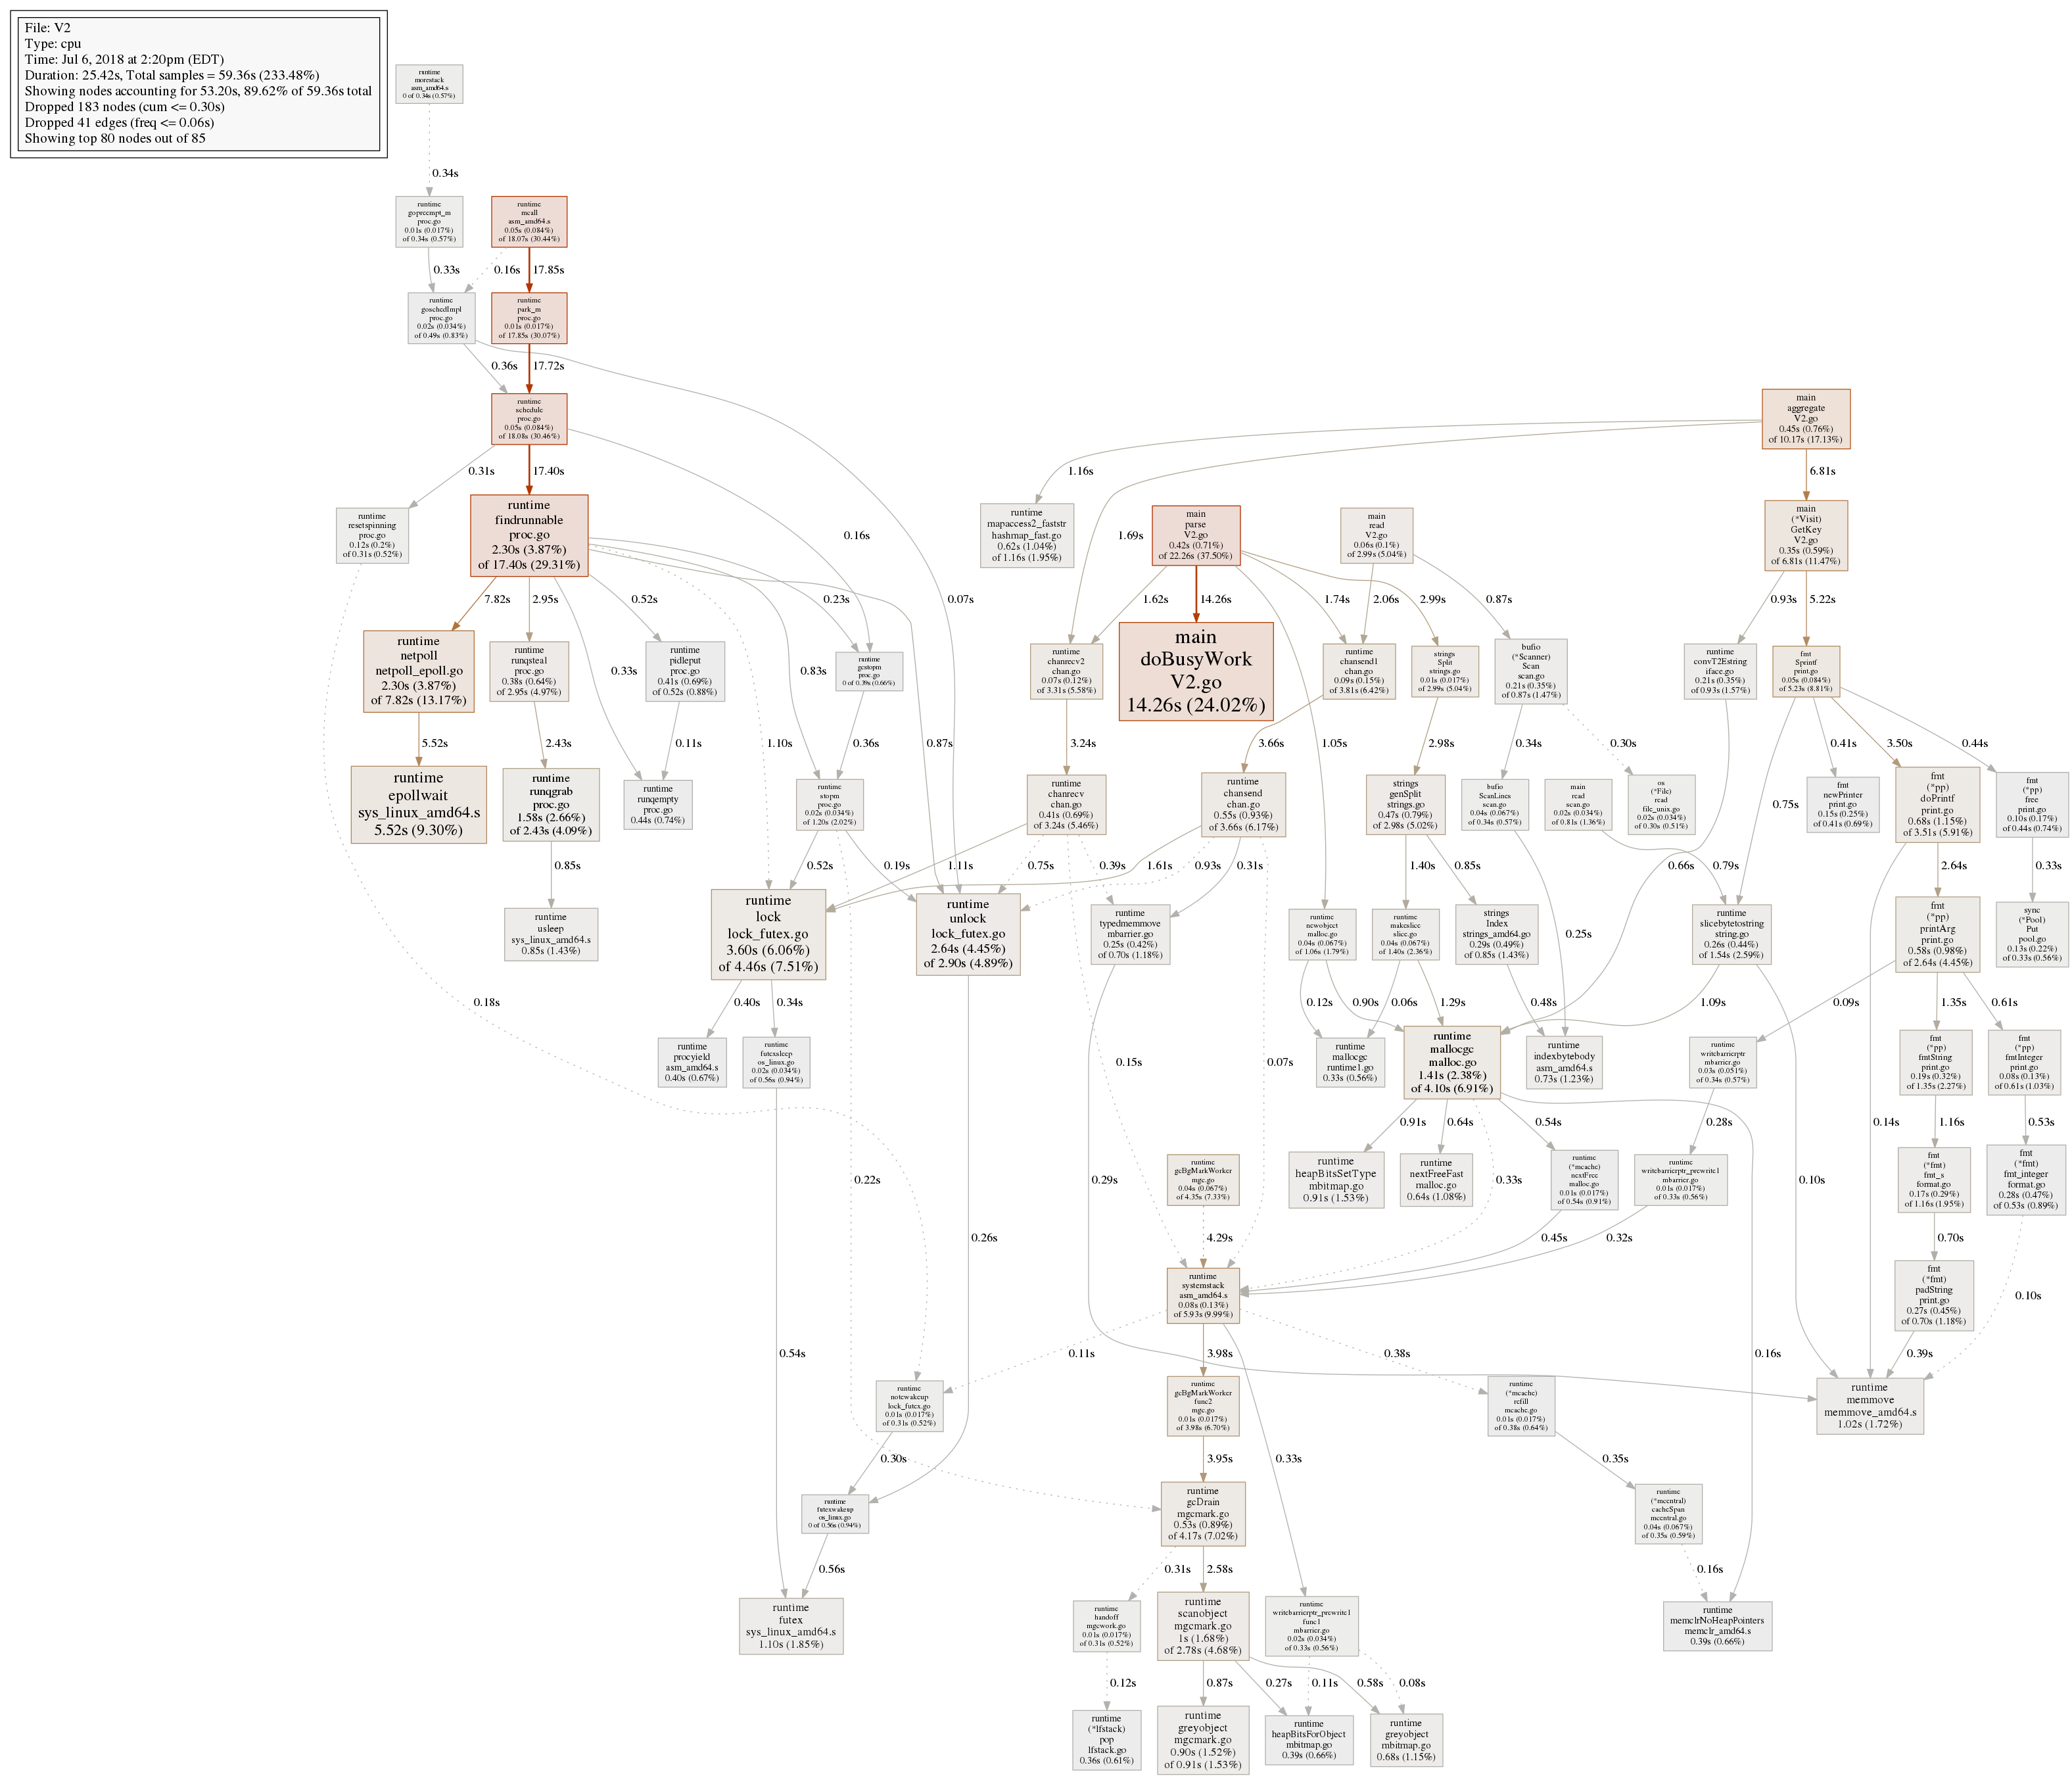 File: V2
Type: cpu
Time: Jul 6, 2018 at 2:20pm (EDT)
Duration: 25.42s, Total samples = 59.36s (233.48%)
Showing nodes accounting for 53.20s, 89.62% of 59.36s total
Dropped 183 nodes (cum <= 0.30s)
Dropped 41 edges (freq <= 0.06s)
Showing top 80 nodes out of 85
runtime
morestack
asm_amd64.s
0 of 0.34s (0.57%)
0.34s
runtime
gopreempt_m
proc.go
0.01s (0.017%)
of 0.34s (0.57%)
runtime
mcall
asm_amd64.s
0.05s (0.084%)
of 18.07s (30.44%)
0.33s
0.16s
17.85s
runtime
goschedImpl
proc.go
0.02s (0.034%)
of 0.49s (0.83%)
runtime
park_m
proc.go
0.01s (0.017%)
of 17.85s (30.07%)
0.36s
17.72s
runtime
schedule
proc.go
0.05s (0.084%)
of 18.08s (30.46%)
main
aggregate
V2.go
0.45s (0.76%)
of 10.17s (17.13%)
0.31s
17.40s
0.16s
0.07s
1.16s
1.69s
6.81s
runtime
resetspinning
proc.go
0.12s (0.2%)
of 0.31s (0.52%)
runtime
findrunnable
proc.go
2.30s (3.87%)
of 17.40s (29.31%)
runtime
mapaccess2_faststr
hashmap_fast.go
0.62s (1.04%)
of 1.16s (1.95%)
main
parse
V2.go
0.42s (0.71%)
of 22.26s (37.50%)
main
read
V2.go
0.06s (0.1%)
of 2.99s (5.04%)
main
(*Visit)
GetKey
V2.go
0.35s (0.59%)
of 6.81s (11.47%)
7.82s
2.95s
0.33s
0.52s
1.10s
0.83s
0.23s
0.87s
1.62s
14.26s
1.05s
1.74s
2.99s
2.06s
0.87s
0.93s
5.22s
runtime
netpoll
netpoll_epoll.go
2.30s (3.87%)
of 7.82s (13.17%)
runtime
runqsteal
proc.go
0.38s (0.64%)
of 2.95s (4.97%)
runtime
pidleput
proc.go
0.41s (0.69%)
of 0.52s (0.88%)
runtime
gcstopm
proc.go
0 of 0.39s (0.66%)
runtime
chanrecv2
chan.go
0.07s (0.12%)
of 3.31s (5.58%)
main
doBusyWork
V2.go
14.26s (24.02%)
runtime
chansend1
chan.go
0.09s (0.15%)
of 3.81s (6.42%)
strings
Split
strings.go
0.01s (0.017%)
of 2.99s (5.04%)
bufio
(*Scanner)
Scan
scan.go
0.21s (0.35%)
of 0.87s (1.47%)
runtime
convT2Estring
iface.go
0.21s (0.35%)
of 0.93s (1.57%)
fmt
Sprintf
print.go
0.05s (0.084%)
of 5.23s (8.81%)
5.52s
2.43s
0.11s
0.36s
3.24s
3.66s
2.98s
0.34s
0.30s
0.66s
0.75s
0.41s
3.50s
0.44s
runtime
epollwait
sys_linux_amd64.s
5.52s (9.30%)
runtime
runqgrab
proc.go
1.58s (2.66%)
of 2.43s (4.09%)
runtime
runqempty
proc.go
0.44s (0.74%)
runtime
stopm
proc.go
0.02s (0.034%)
of 1.20s (2.02%)
runtime
chanrecv
chan.go
0.41s (0.69%)
of 3.24s (5.46%)
runtime
chansend
chan.go
0.55s (0.93%)
of 3.66s (6.17%)
strings
genSplit
strings.go
0.47s (0.79%)
of 2.98s (5.02%)
bufio
ScanLines
scan.go
0.04s (0.067%)
of 0.34s (0.57%)
main
read
scan.go
0.02s (0.034%)
of 0.81s (1.36%)
os
(*File)
read
file_unix.go
0.02s (0.034%)
of 0.30s (0.51%)
fmt
newPrinter
print.go
0.15s (0.25%)
of 0.41s (0.69%)
fmt
(*pp)
doPrintf
print.go
0.68s (1.15%)
of 3.51s (5.91%)
fmt
(*pp)
free
print.go
0.10s (0.17%)
of 0.44s (0.74%)
0.85s
0.52s
0.19s
0.22s
1.11s
0.75s
0.39s
0.15s
1.61s
0.93s
0.31s
0.07s
1.40s
0.85s
0.25s
0.79s
0.14s
2.64s
0.33s
runtime
usleep
sys_linux_amd64.s
0.85s (1.43%)
runtime
lock
lock_futex.go
3.60s (6.06%)
of 4.46s (7.51%)
runtime
unlock
lock_futex.go
2.64s (4.45%)
of 2.90s (4.89%)
runtime
typedmemmove
mbarrier.go
0.25s (0.42%)
of 0.70s (1.18%)
runtime
newobject
malloc.go
0.04s (0.067%)
of 1.06s (1.79%)
runtime
makeslice
slice.go
0.04s (0.067%)
of 1.40s (2.36%)
strings
Index
strings_amd64.go
0.29s (0.49%)
of 0.85s (1.43%)
runtime
slicebytetostring
string.go
0.26s (0.44%)
of 1.54s (2.59%)
fmt
(*pp)
printArg
print.go
0.58s (0.98%)
of 2.64s (4.45%)
sync
(*Pool)
Put
pool.go
0.13s (0.22%)
of 0.33s (0.56%)
0.18s
0.40s
0.34s
0.26s
0.29s
0.12s
0.90s
0.06s
1.29s
0.48s
1.09s
0.10s
0.09s
1.35s
0.61s
runtime
procyield
asm_amd64.s
0.40s (0.67%)
runtime
futexsleep
os_linux.go
0.02s (0.034%)
of 0.56s (0.94%)
runtime
mallocgc
runtime1.go
0.33s (0.56%)
runtime
mallocgc
malloc.go
1.41s (2.38%)
of 4.10s (6.91%)
runtime
indexbytebody
asm_amd64.s
0.73s (1.23%)
runtime
writebarrierptr
mbarrier.go
0.03s (0.051%)
of 0.34s (0.57%)
fmt
(*pp)
fmtString
print.go
0.19s (0.32%)
of 1.35s (2.27%)
fmt
(*pp)
fmtInteger
print.go
0.08s (0.13%)
of 0.61s (1.03%)
0.54s
0.91s
0.64s
0.33s
0.54s
0.16s
0.28s
1.16s
0.53s
runtime
gcBgMarkWorker
mgc.go
0.04s (0.067%)
of 4.35s (7.33%)
runtime
heapBitsSetType
mbitmap.go
0.91s (1.53%)
runtime
nextFreeFast
malloc.go
0.64s (1.08%)
runtime
(*mcache)
nextFree
malloc.go
0.01s (0.017%)
of 0.54s (0.91%)
runtime
writebarrierptr_prewrite1
mbarrier.go
0.01s (0.017%)
of 0.33s (0.56%)
fmt
(*fmt)
fmt_s
format.go
0.17s (0.29%)
of 1.16s (1.95%)
fmt
(*fmt)
fmt_integer
format.go
0.28s (0.47%)
of 0.53s (0.89%)
4.29s
0.45s
0.32s
0.70s
0.10s
runtime
systemstack
asm_amd64.s
0.08s (0.13%)
of 5.93s (9.99%)
fmt
(*fmt)
padString
print.go
0.27s (0.45%)
of 0.70s (1.18%)
0.11s
3.98s
0.33s
0.38s
0.39s
runtime
notewakeup
lock_futex.go
0.01s (0.017%)
of 0.31s (0.52%)
runtime
gcBgMarkWorker
func2
mgc.go
0.01s (0.017%)
of 3.98s (6.70%)
runtime
(*mcache)
refill
mcache.go
0.01s (0.017%)
of 0.38s (0.64%)
runtime
memmove
memmove_amd64.s
1.02s (1.72%)
0.30s
3.95s
0.35s
runtime
futexwakeup
os_linux.go
0 of 0.56s (0.94%)
runtime
gcDrain
mgcmark.go
0.53s (0.89%)
of 4.17s (7.02%)
runtime
(*mcentral)
cacheSpan
mcentral.go
0.04s (0.067%)
of 0.35s (0.59%)
0.56s
0.31s
2.58s
0.16s
runtime
futex
sys_linux_amd64.s
1.10s (1.85%)
runtime
handoff
mgcwork.go
0.01s (0.017%)
of 0.31s (0.52%)
runtime
scanobject
mgcmark.go
1s (1.68%)
of 2.78s (4.68%)
runtime
writebarrierptr_prewrite1
func1
mbarrier.go
0.02s (0.034%)
of 0.33s (0.56%)
runtime
memclrNoHeapPointers
memclr_amd64.s
0.39s (0.66%)
0.12s
0.87s
0.27s
0.11s
0.58s
0.08s
runtime
(*lfstack)
pop
lfstack.go
0.36s (0.61%)
runtime
greyobject
mgcmark.go
0.90s (1.52%)
of 0.91s (1.53%)
runtime
heapBitsForObject
mbitmap.go
0.39s (0.66%)
runtime
greyobject
mbitmap.go
0.68s (1.15%)